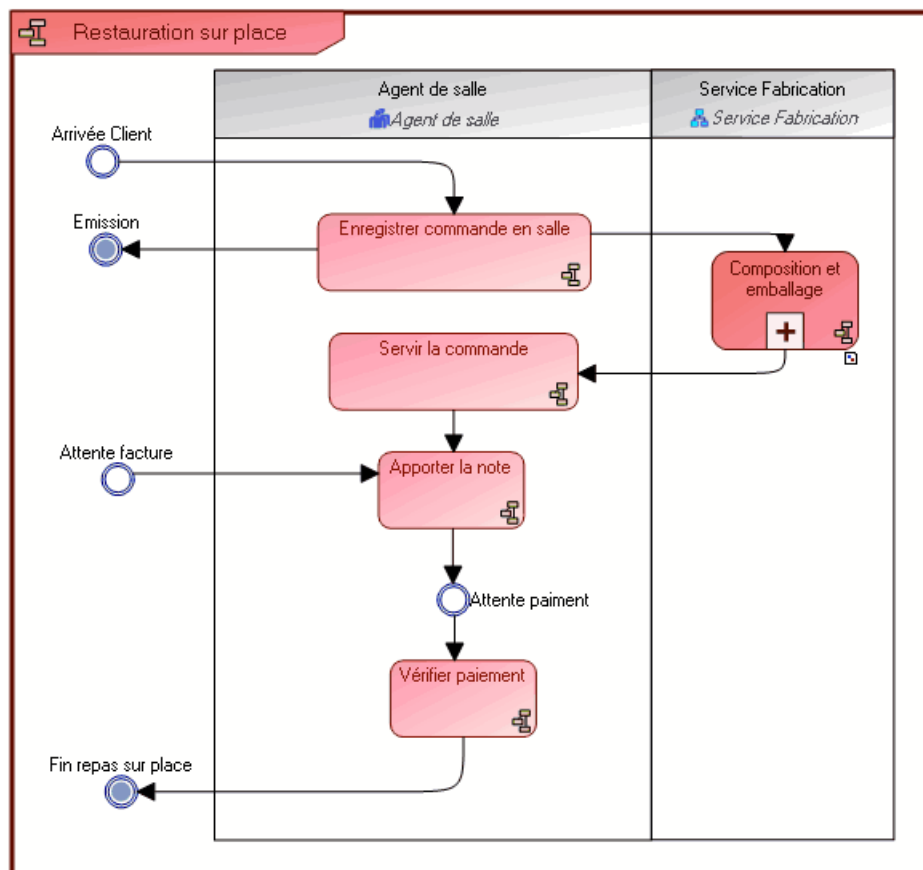 Restauration sur place
Agent de salle
Agent de salle
Service Fabrication
Service Fabrication
Arrivée Client
Emission
Enregistrer commande en salle
Composition et
emballage
Servir la commande
Attente facture
Apporter la note
Attente paiment
Vérifier paiement
Fin repas sur place